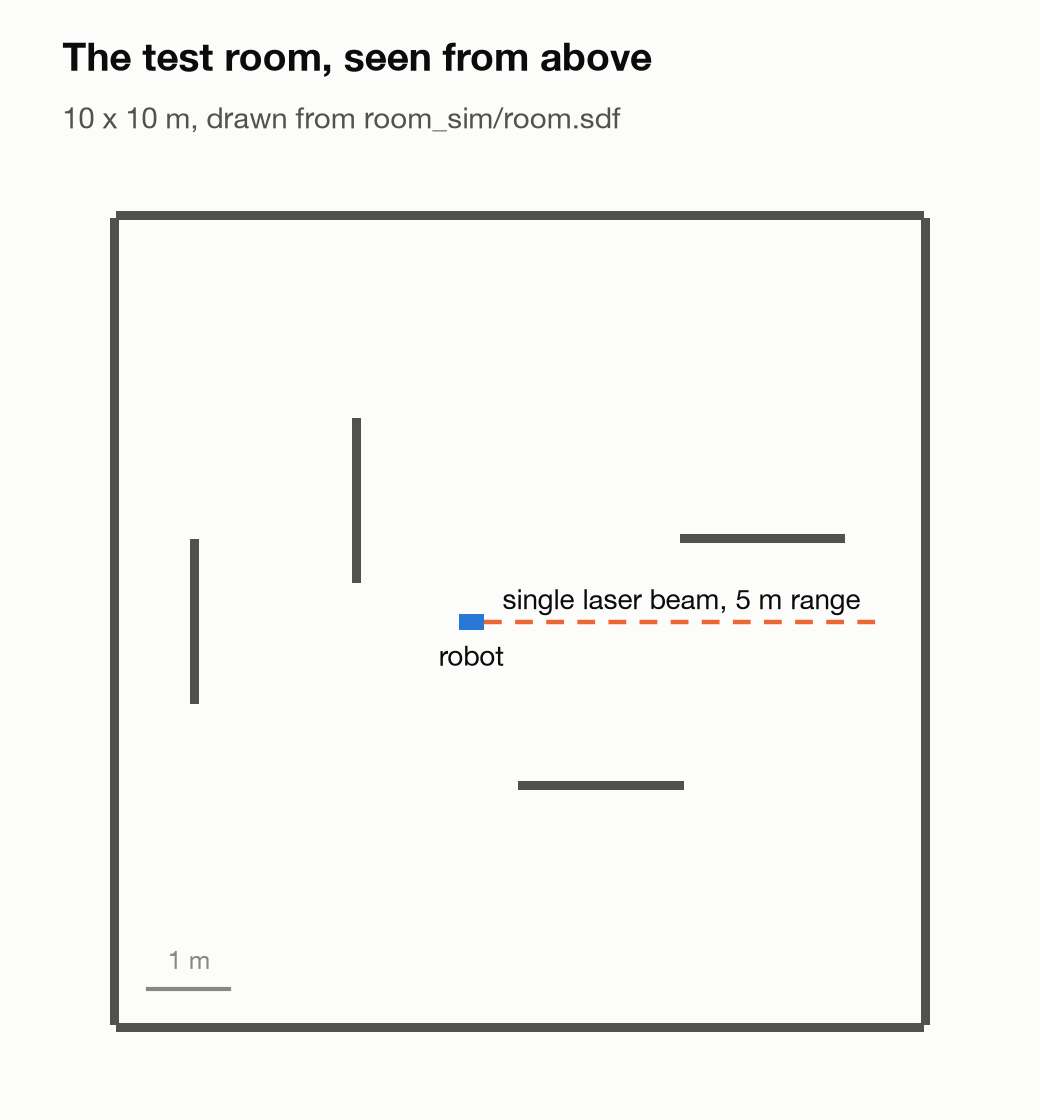 The test room, seen from above
10 x 10 m, drawn from room_sim/room.sdf
single laser beam, 5 m range
robot
1 m